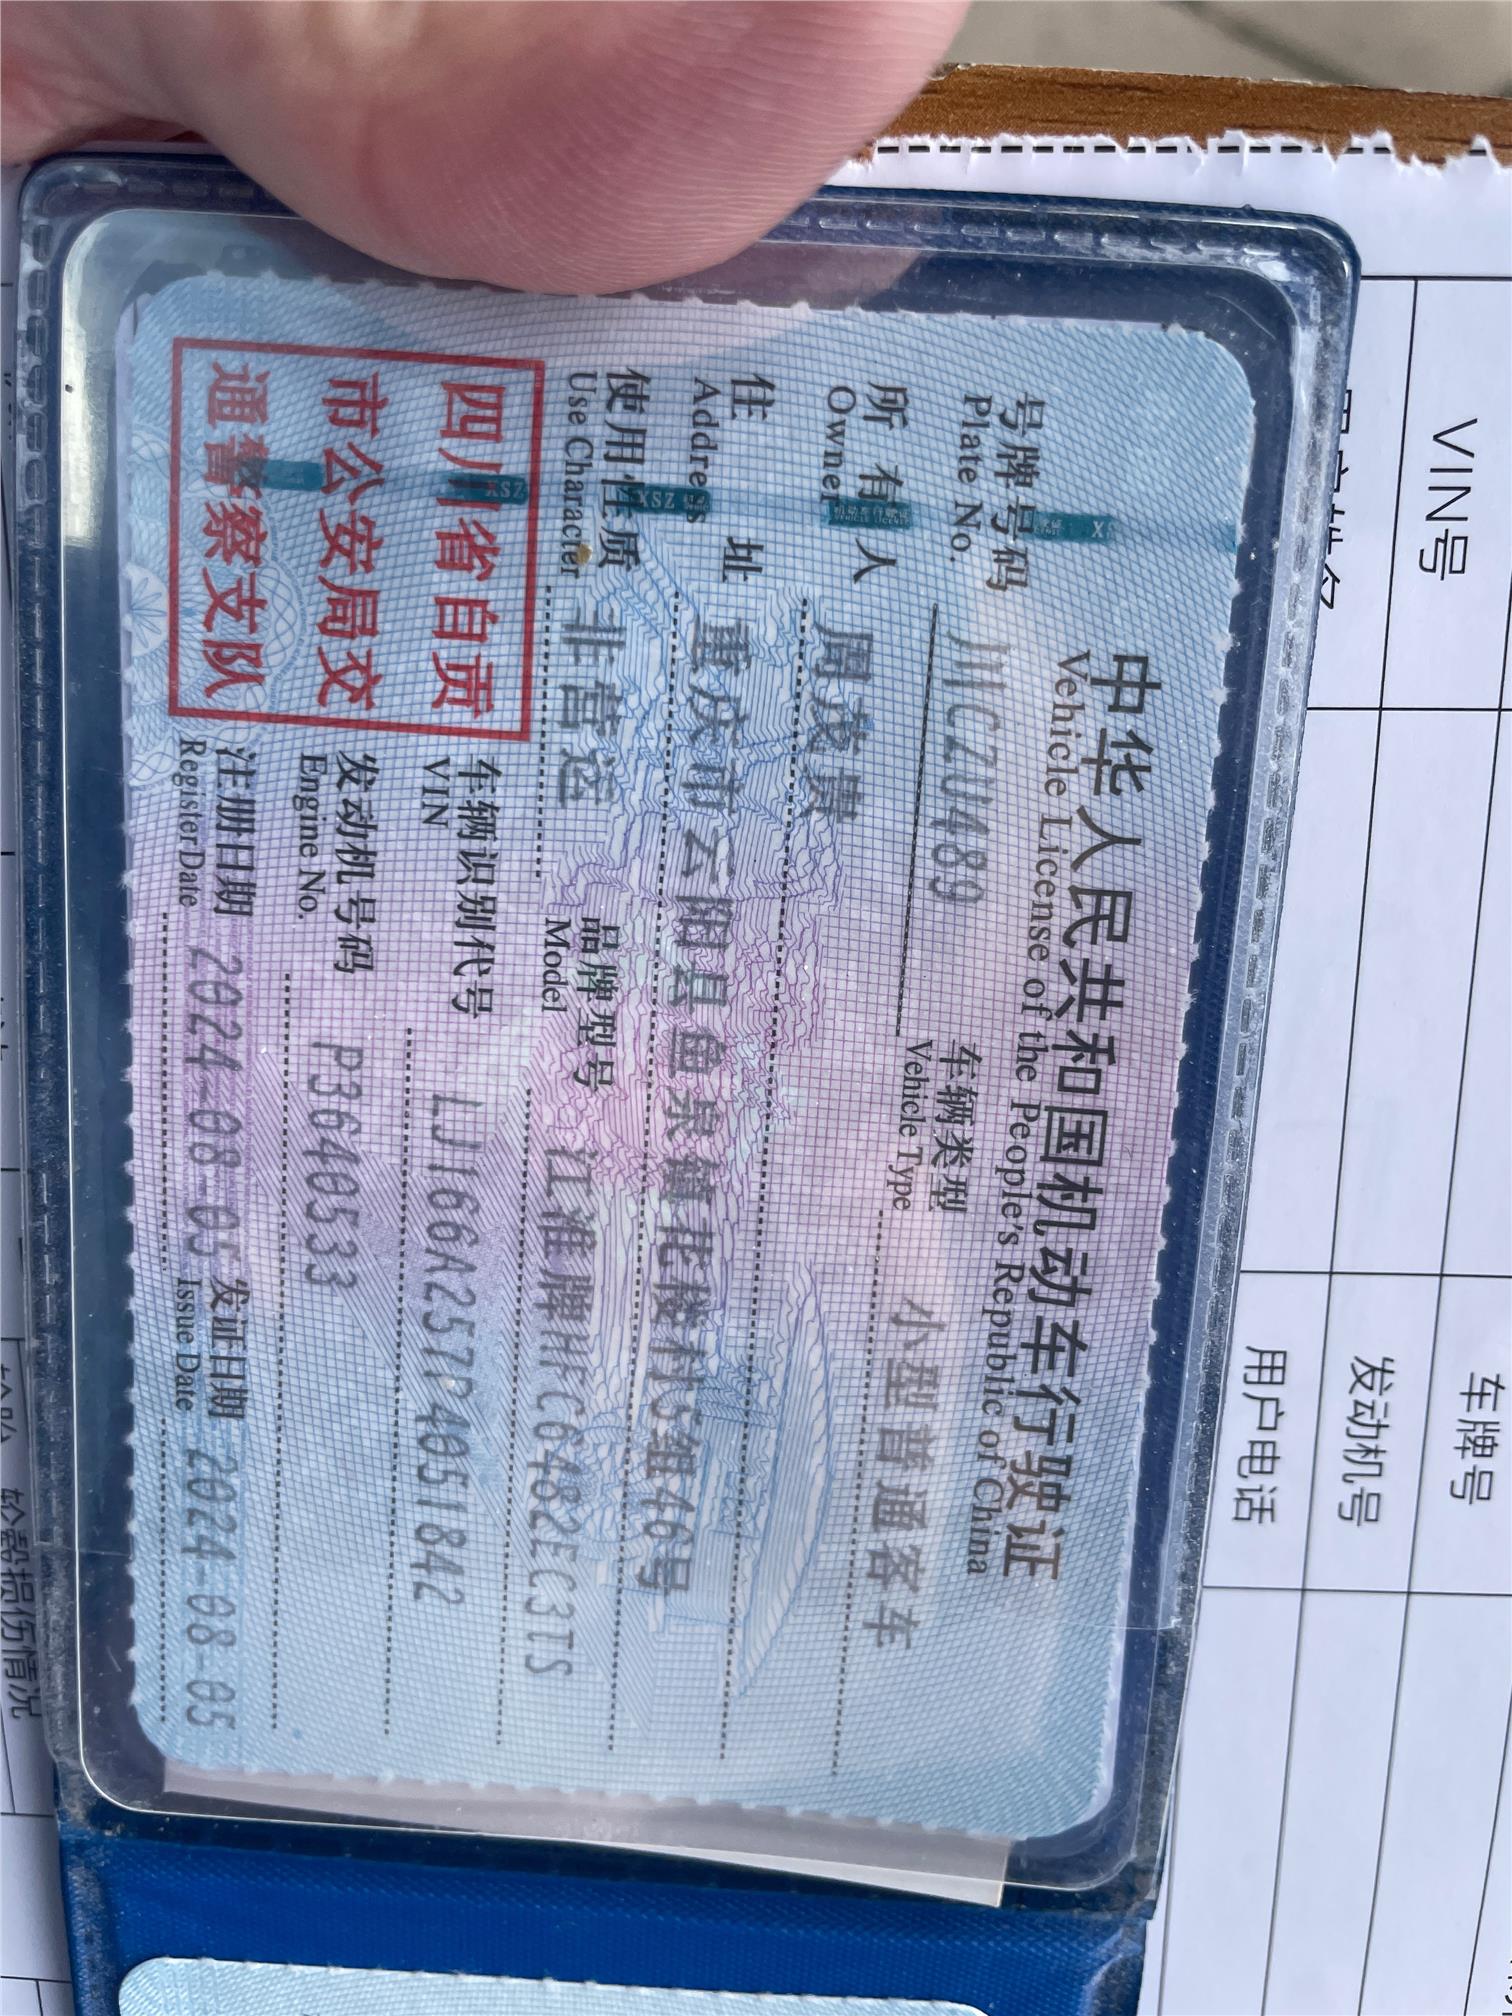 中华人民共和国机动车行驶证
Vehicle License of the People's Republic of China
号牌号码 川CZU489 车辆类型 小型普通客车
Plate No. Vehicle Type
所有人 周茂贵
Owner
住址 重庆市云阳县鱼泉镇花楼村5组46号
Address
使用性质 非营运 品牌型号 江淮牌HFC6482EC3TS
Use Character Model
四川省自贡
市公安局交
通警察支队
车辆识别代号 LJ166A257P4051842
VIN
发动机号码 P3640533
Engine No.
注册日期 2024-08-05 发证日期 2024-08-05
Register Date Issue Date
VIN号
车牌号
发动机号
用户电话